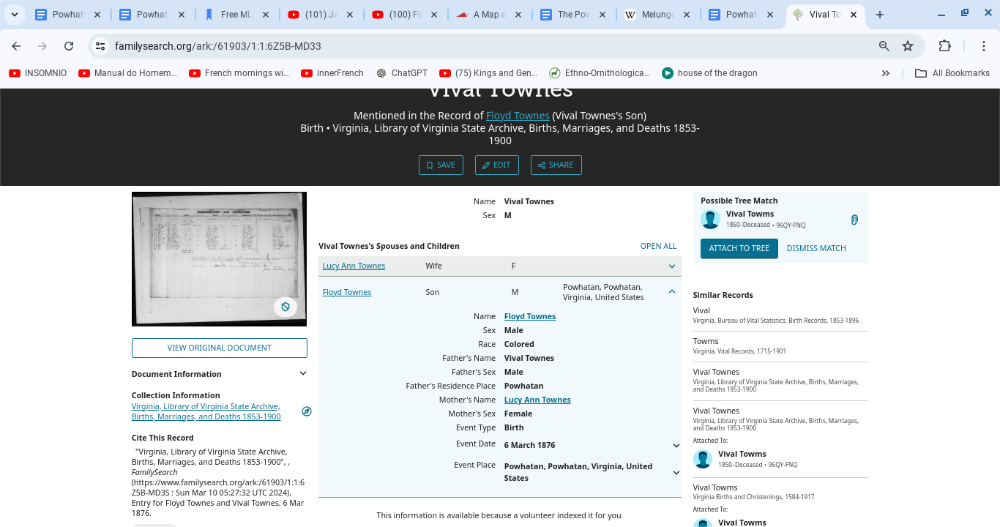 Powhat
Powhat
Free ML
(101) Ja
(100) Fi
A Map o
The Pow
Melunge
Powhat
Vival To
familysearch.org/ark:/61903/1:1:6Z5B-MD33
INSOMNIO
Manual do Homem...
French mornings wi...
innerFrench
ChatGPT
(75) Kings and Gen...
Ethno-Ornithologica...
house of the dragon
All Bookmarks
Vival Townes
Mentioned in the Record of Floyd Townes (Vival Townes's Son)
Birth • Virginia, Library of Virginia State Archive, Births, Marriages, and Deaths 1853-
1900
SAVE
EDIT
SHARE
REGISTER OF BIRTHS
VIEW ORIGINAL DOCUMENT
Document Information
Collection Information
Virginia, Library of Virginia State Archive,
Births, Marriages, and Deaths 1853-1900
Cite This Record
"Virginia, Library of Virginia State Archive,
Births, Marriages, and Deaths 1853-1900", ,
FamilySearch
(https://www.familysearch.org/ark:/61903/1:1:6
Z5B-MD3S : Sun Mar 10 05:27:32 UTC 2024),
Entry for Floyd Townes and Vival Townes, 6 Mar
1876.
Name Vival Townes
Sex M
Vival Townes's Spouses and Children OPEN ALL
Lucy Ann Townes Wife F
Floyd Townes Son M Powhatan, Powhatan,
Virginia, United States
Name Floyd Townes
Sex Male
Race Colored
Father's Name Vival Townes
Father's Sex Male
Father's Residence Place Powhatan
Mother's Name Lucy Ann Townes
Mother's Sex Female
Event Type Birth
Event Date 6 March 1876
Event Place Powhatan, Powhatan, Virginia, United
States
This information is available because a volunteer indexed it for you.
Possible Tree Match
Vival Towms
1850–Deceased • 96QY-FNQ
ATTACH TO TREE
DISMISS MATCH
Similar Records
Vival
Virginia, Bureau of Vital Statistics, Birth Records, 1853-1896
Towms
Virginia, Vital Records, 1715-1901
Vival Townes
Virginia, Library of Virginia State Archive, Births, Marriages,
and Deaths 1853-1900
Vival Townes
Virginia, Library of Virginia State Archive, Births, Marriages,
and Deaths 1853-1900
Attached To:
Vival Towms
1850–Deceased • 96QY-FNQ
Vival Towms
Virginia Births and Christenings, 1584-1917
Attached To:
Vival Towms